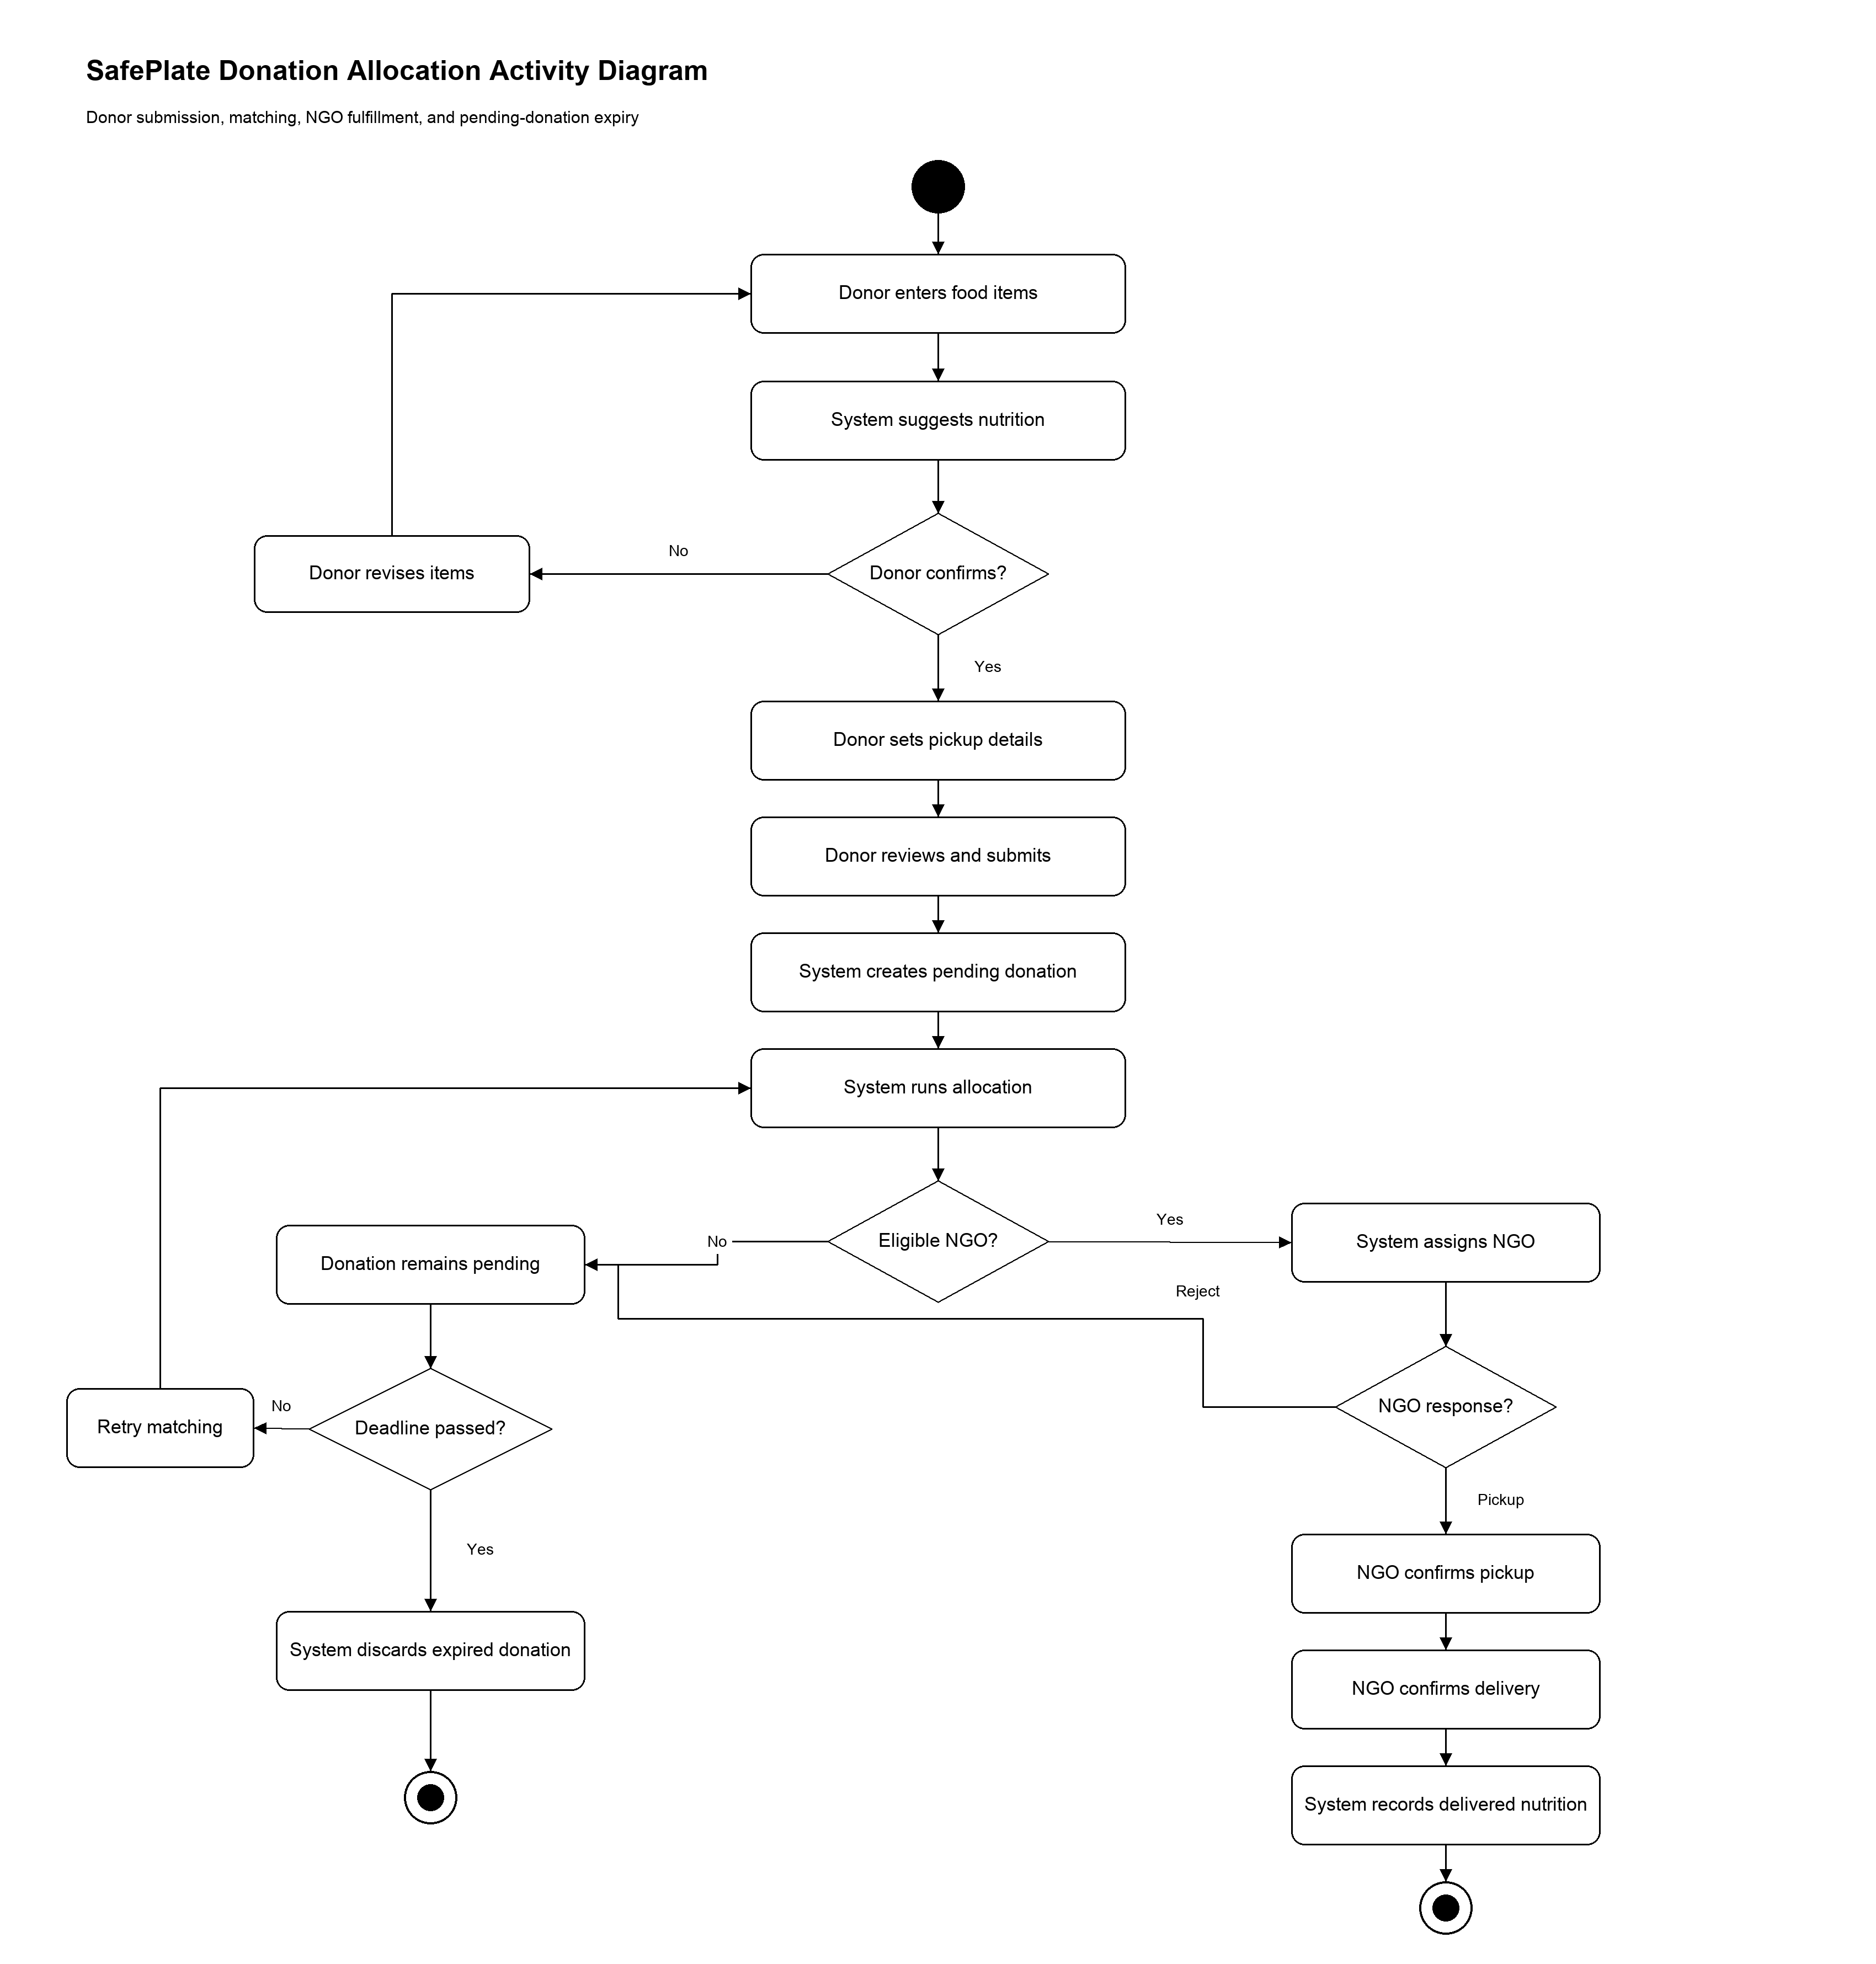 SafePlate Donation Allocation Activity Diagram
Donor submission, matching, NGO fulfillment, and pending-donation expiry
Donor enters food items
System suggests nutrition
No
Donor revises items
Donor confirms?
Yes
Donor sets pickup details
Donor reviews and submits
System creates pending donation
System runs allocation
Yes
No
Eligible NGO?
System assigns NGO
Donation remains pending
Reject
No
Retry matching
Deadline passed?
NGO response?
Pickup
Yes
NGO confirms pickup
System discards expired donation
NGO confirms delivery
System records delivered nutrition